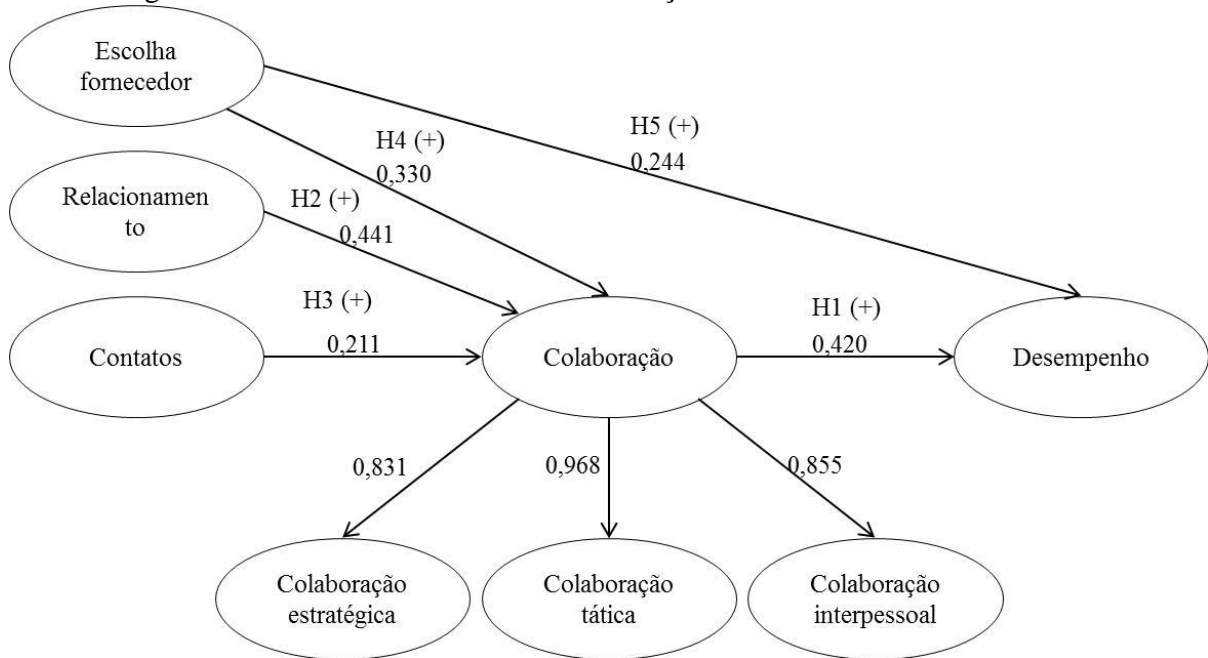 Escolha
fornecedor
H5 (+)
0,244
H4 (+)
0,330
Relacionamen
to
H2 (+)
0,441
H3 (+)
0,211
Contatos
Colaboração
H1 (+)
0,420
Desempenho
0,831
0,968
0,855
Colaboração
estratégica
Colaboração
tática
Colaboração
interpessoal